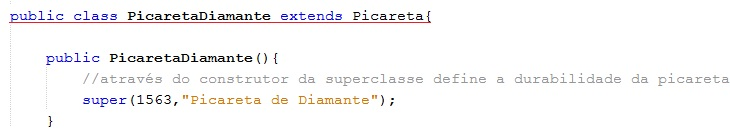 public class PicaretaDiamante extends Picareta{
public PicaretaDiamante(){
//através do construtor da superclasse define a durabilidade da picareta
super(1563,"Picareta de Diamante");
}